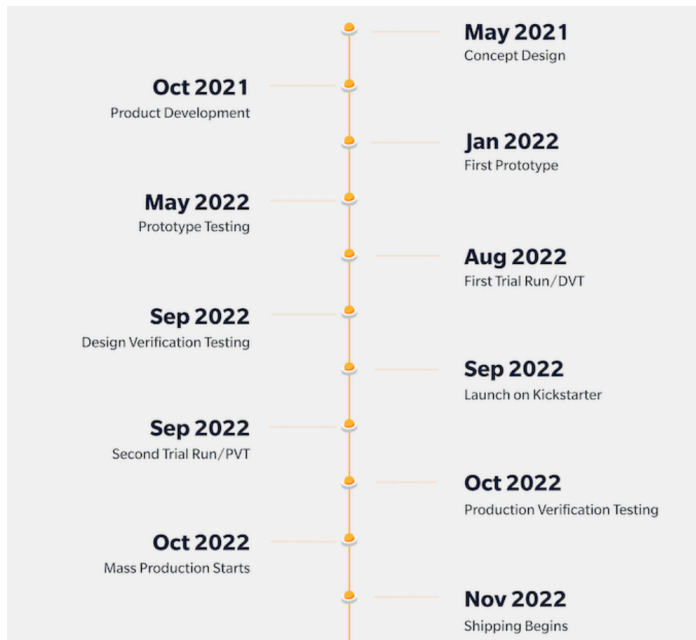 May 2021
Concept Design
Oct 2021
Product Development
Jan 2022
First Prototype
May 2022
Prototype Testing
Aug 2022
First Trial Run/DVT
Sep 2022
Design Verification Testing
Sep 2022
Launch on Kickstarter
Sep 2022
Second Trial Run/PVT
Oct 2022
Production Verification Testing
Oct 2022
Mass Production Starts
Nov 2022
Shipping Begins